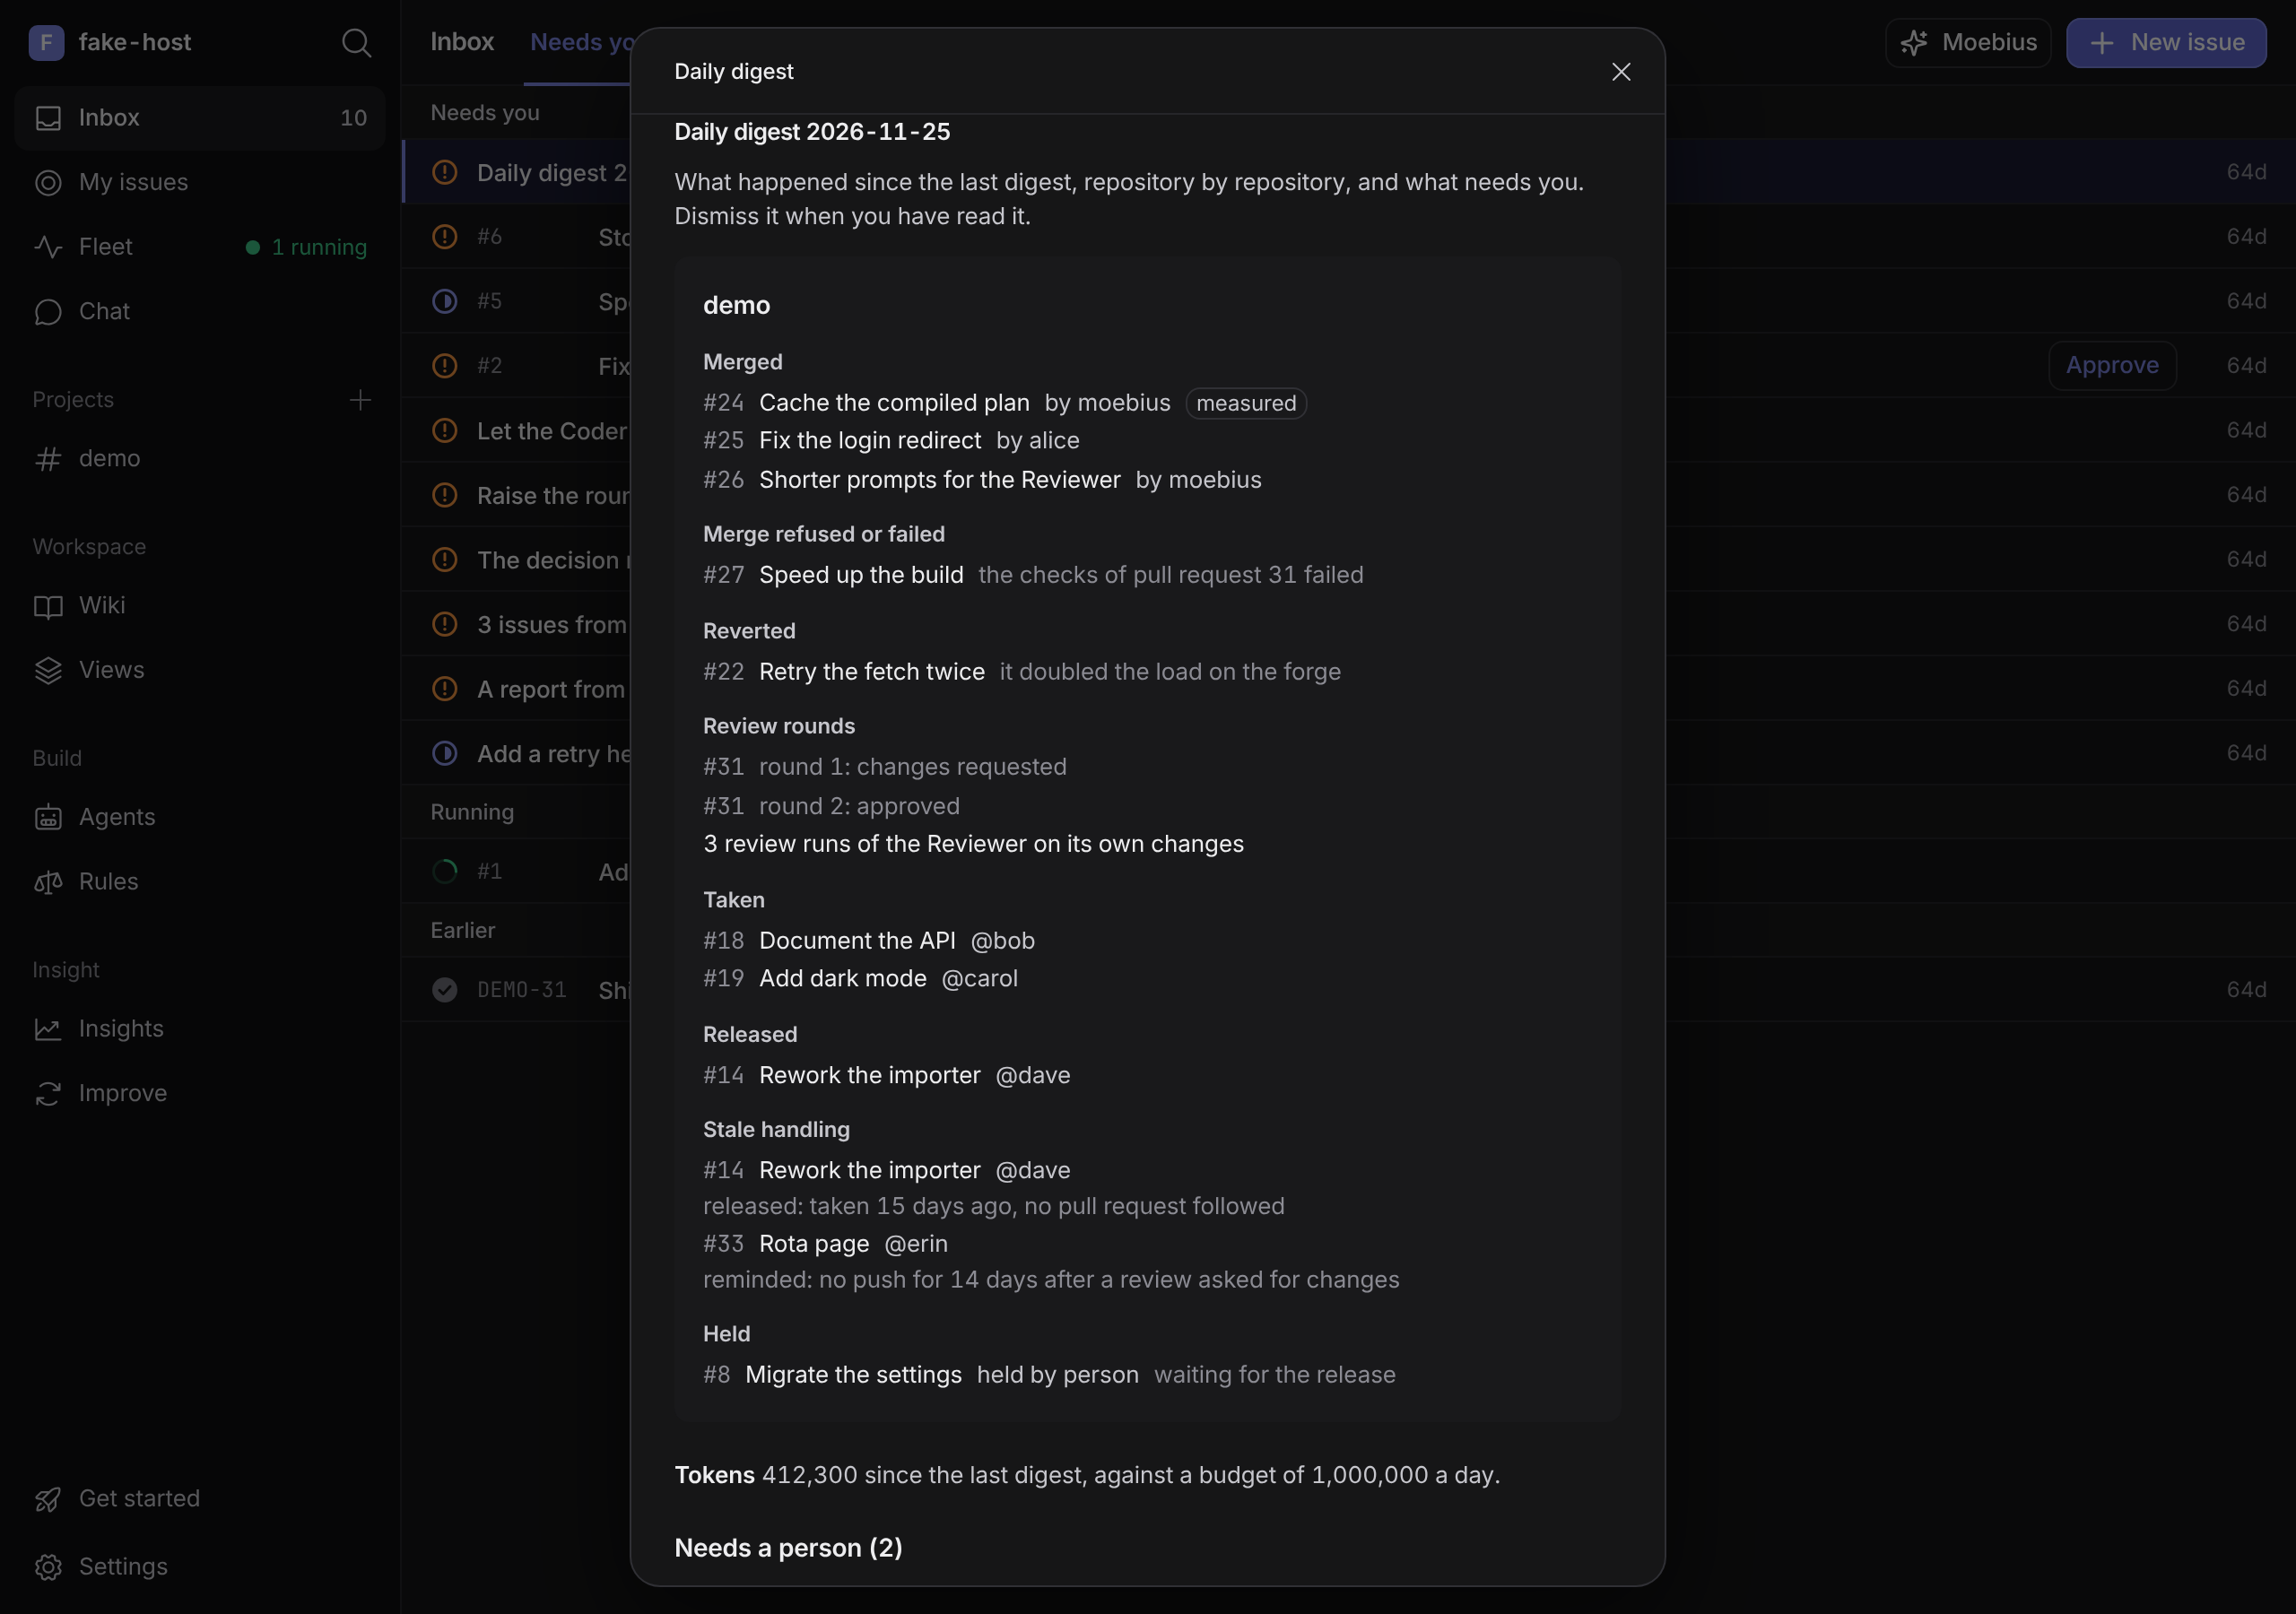 F fake-host
Inbox 10
My issues
Fleet 1 running
Chat
Projects
demo
Workspace
Wiki
Views
Build
Agents
Rules
Insight
Insights
Improve
Get started
Settings
Inbox Needs yo
Moebius
New issue
Needs you
Daily digest 2 64d
#6 Sto 64d
#5 Sp 64d
#2 Fix Approve 64d
Let the Coder 64d
Raise the rour 64d
The decision 64d
3 issues from 64d
A report from 64d
Add a retry he 64d
Running
#1 Ad
Earlier
DEMO-31 Shi 64d
Daily digest
Daily digest 2026-11-25
What happened since the last digest, repository by repository, and what needs you.
Dismiss it when you have read it.
demo
Merged
#24 Cache the compiled plan by moebius measured
#25 Fix the login redirect by alice
#26 Shorter prompts for the Reviewer by moebius
Merge refused or failed
#27 Speed up the build the checks of pull request 31 failed
Reverted
#22 Retry the fetch twice it doubled the load on the forge
Review rounds
#31 round 1: changes requested
#31 round 2: approved
3 review runs of the Reviewer on its own changes
Taken
#18 Document the API @bob
#19 Add dark mode @carol
Released
#14 Rework the importer @dave
Stale handling
#14 Rework the importer @dave
released: taken 15 days ago, no pull request followed
#33 Rota page @erin
reminded: no push for 14 days after a review asked for changes
Held
#8 Migrate the settings held by person waiting for the release
Tokens 412,300 since the last digest, against a budget of 1,000,000 a day.
Needs a person (2)